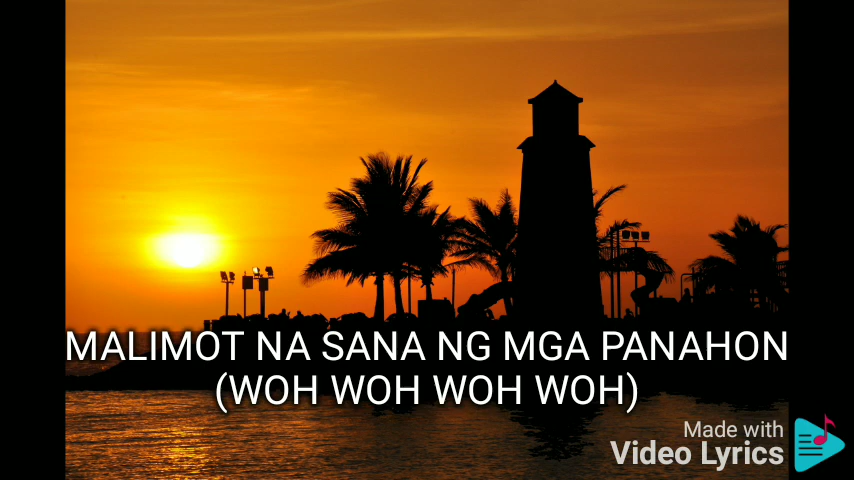 MALIMOT NA SANA NG MGA PANAHON
(WOH WOH WOH WOH)
Made with
Video Lyrics